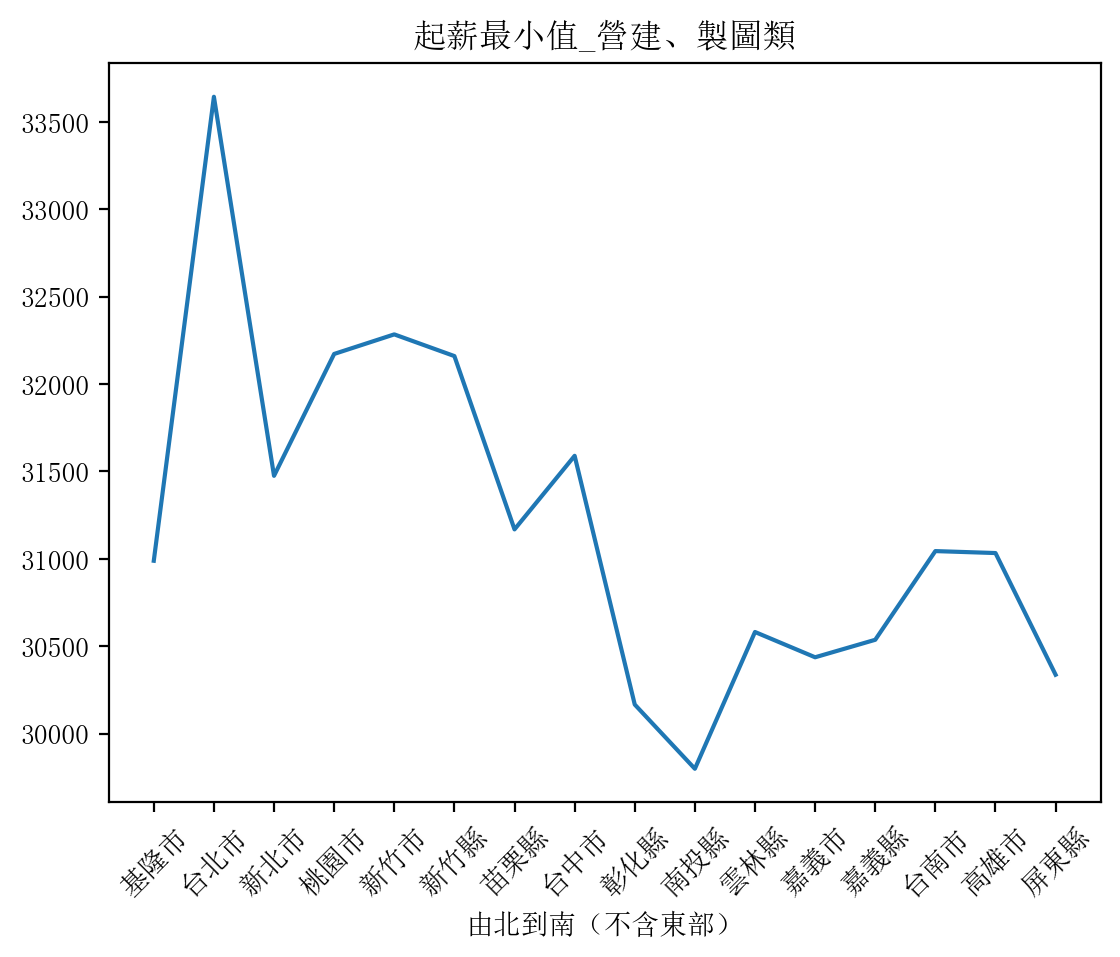 起薪最小值_營建、製圖類
33500
33000
32500
32000
31500
31000
30500
30000
基隆市
台北市
新北市
桃園市
新竹市
新竹縣
苗栗縣
台中市
彰化縣
南投縣
雲林縣
嘉義市
嘉義縣
台南市
高雄市
屏東縣
由北到南（不含東部）